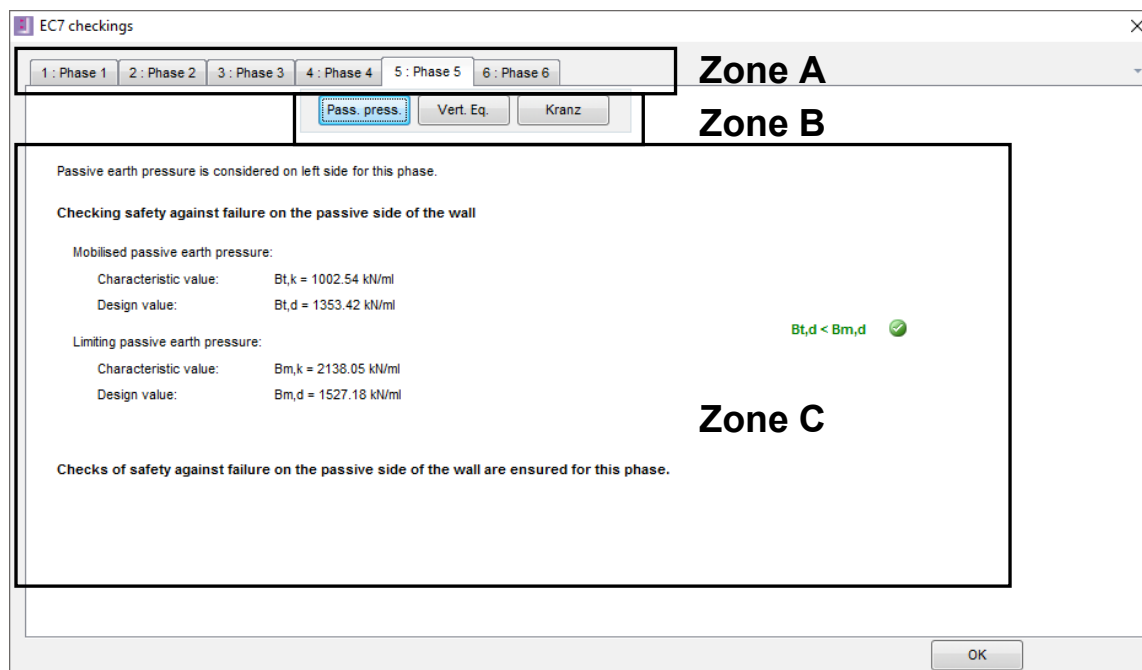 EC7 checkings
1 : Phase 1 2 : Phase 2 3 : Phase 3 4 : Phase 4 5 : Phase 5 6 : Phase 6 Zone A
Pass. press. Vert. Eq. Kranz Zone B
Passive earth pressure is considered on left side for this phase.
Checking safety against failure on the passive side of the wall
Mobilised passive earth pressure:
Characteristic value: Bt,k = 1002.54 kN/ml
Design value: Bt,d = 1353.42 kN/ml
Bt,d < Bm,d
Limiting passive earth pressure:
Characteristic value: Bm,k = 2138.05 kN/ml
Design value: Bm,d = 1527.18 kN/ml
Zone C
Checks of safety against failure on the passive side of the wall are ensured for this phase.
OK